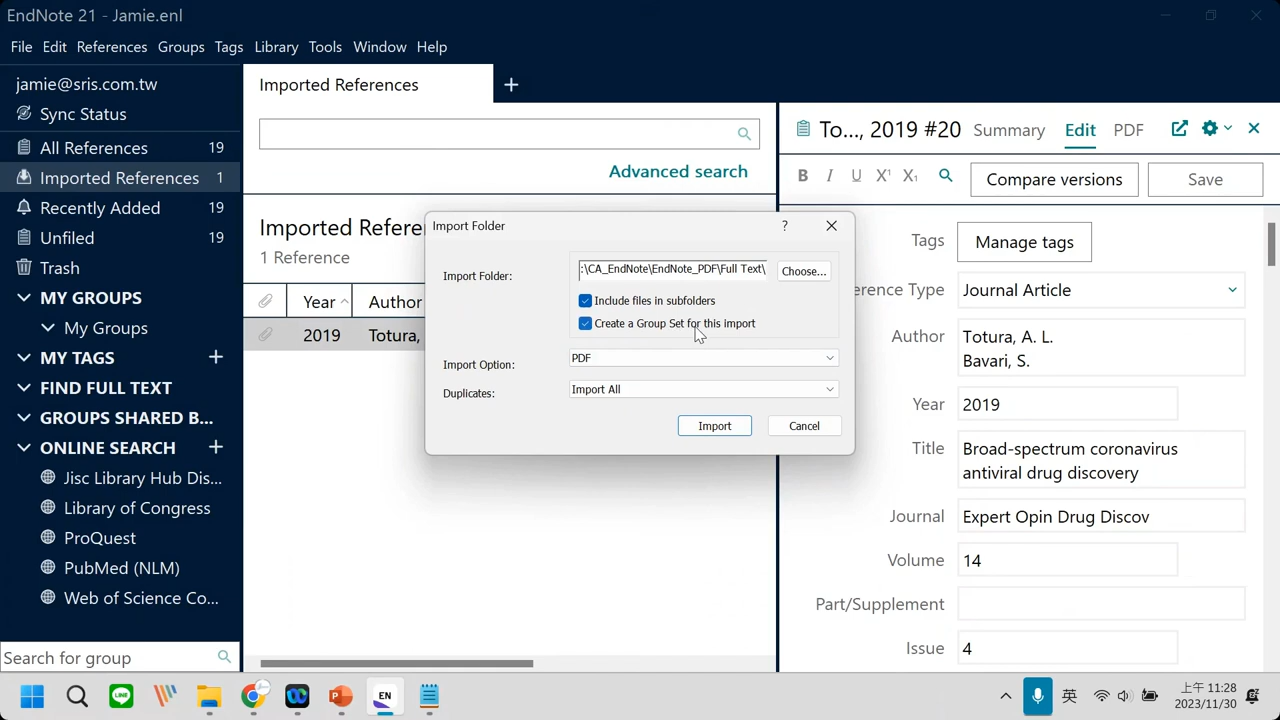 EndNote 21 - Jamie.enl
File Edit References Groups Tags Library Tools Window Help
jamie@sris.com.tw
Sync Status
All References 19
Imported References 1
Recently Added 19
Unfiled 19
Trash
MY GROUPS
My Groups
MY TAGS +
FIND FULL TEXT
GROUPS SHARED B...
ONLINE SEARCH +
Jisc Library Hub Dis...
Library of Congress
ProQuest
PubMed (NLM)
Web of Science Co...
Search for group
Imported References +
Advanced search
Imported Refere
1 Reference
Year Author
2019 Totura,
Import Folder ?
Import Folder: :\CA_EndNote\EndNote_PDF\Full Text\ Choose...
Include files in subfolders
Create a Group Set for this import
Import Option: PDF
Duplicates: Import All
Import Cancel
To..., 2019 #20 Summary Edit PDF
B I U X¹ X₁ Compare versions Save
Tags Manage tags
erence Type Journal Article
Author Totura, A. L.
Bavari, S.
Year 2019
Title Broad-spectrum coronavirus
antiviral drug discovery
Journal Expert Opin Drug Discov
Volume 14
Part/Supplement
Issue 4
LINE
EN
英
上午 11:28
2023/11/30